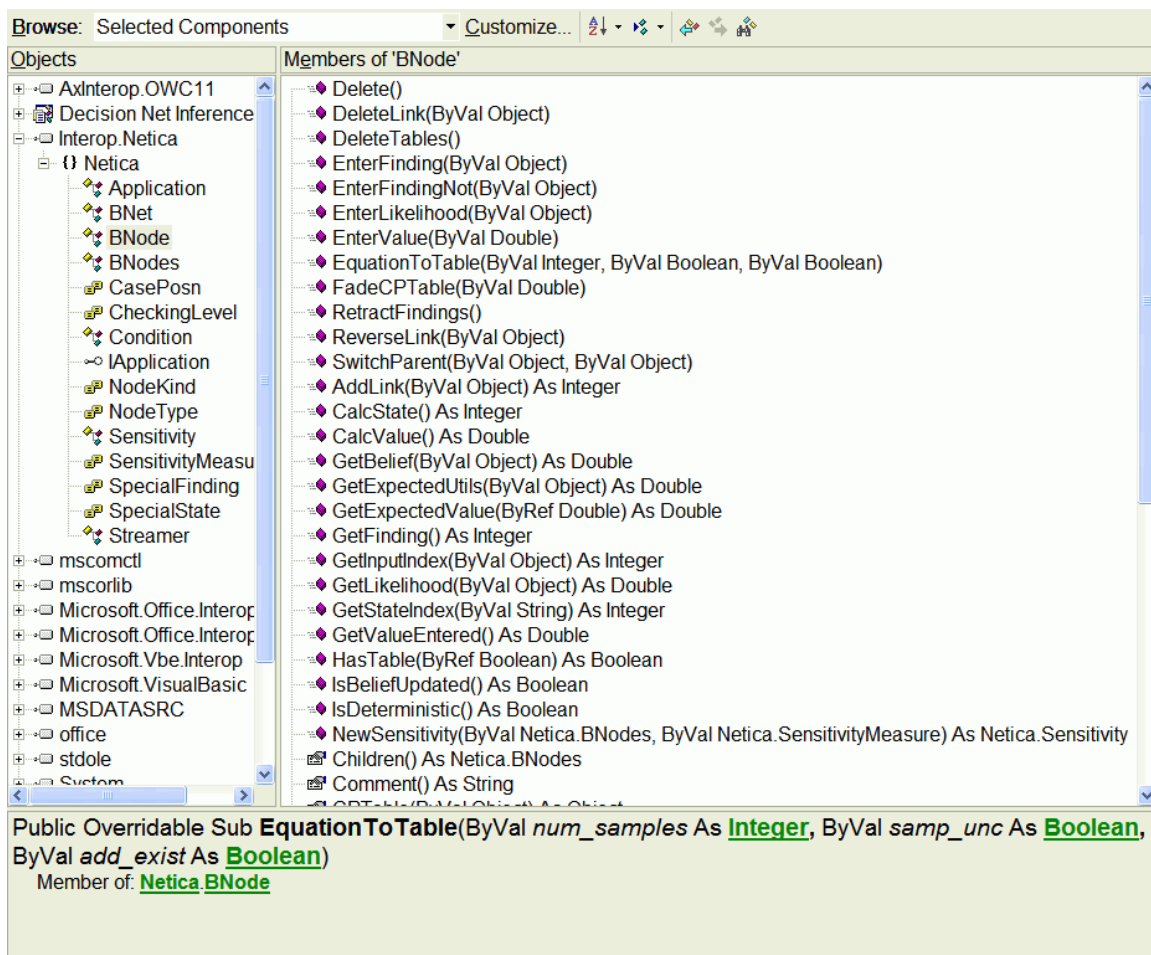 Browse: Selected Components Customize...
Objects
AxInterop.OWC11
Decision Net Inference
Interop.Netica
{} Netica
Application
BNet
BNode
BNodes
CasePosn
CheckingLevel
Condition
IApplication
NodeKind
NodeType
Sensitivity
SensitivityMeasu
SpecialFinding
SpecialState
Streamer
mscomctl
mscorlib
Microsoft.Office.Interop
Microsoft.Office.Interop
Microsoft.Vbe.Interop
Microsoft.VisualBasic
MSDATASRC
office
stdole
System
Members of 'BNode'
Delete()
DeleteLink(ByVal Object)
DeleteTables()
EnterFinding(ByVal Object)
EnterFindingNot(ByVal Object)
EnterLikelihood(ByVal Object)
EnterValue(ByVal Double)
EquationToTable(ByVal Integer, ByVal Boolean, ByVal Boolean)
FadeCPTable(ByVal Double)
RetractFindings()
ReverseLink(ByVal Object)
SwitchParent(ByVal Object, ByVal Object)
AddLink(ByVal Object) As Integer
CalcState() As Integer
CalcValue() As Double
GetBelief(ByVal Object) As Double
GetExpectedUtils(ByVal Object) As Double
GetExpectedValue(ByRef Double) As Double
GetFinding() As Integer
GetInputIndex(ByVal Object) As Integer
GetLikelihood(ByVal Object) As Double
GetStateIndex(ByVal String) As Integer
GetValueEntered() As Double
HasTable(ByRef Boolean) As Boolean
IsBeliefUpdated() As Boolean
IsDeterministic() As Boolean
NewSensitivity(ByVal Netica.BNodes, ByVal Netica.SensitivityMeasure) As Netica.Sensitivity
Children() As Netica.BNodes
Comment() As String
CPTable(ByVal Object) As Object
Public Overridable Sub EquationToTable(ByVal num_samples As Integer, ByVal samp_unc As Boolean,
ByVal add_exist As Boolean)
Member of: Netica.BNode